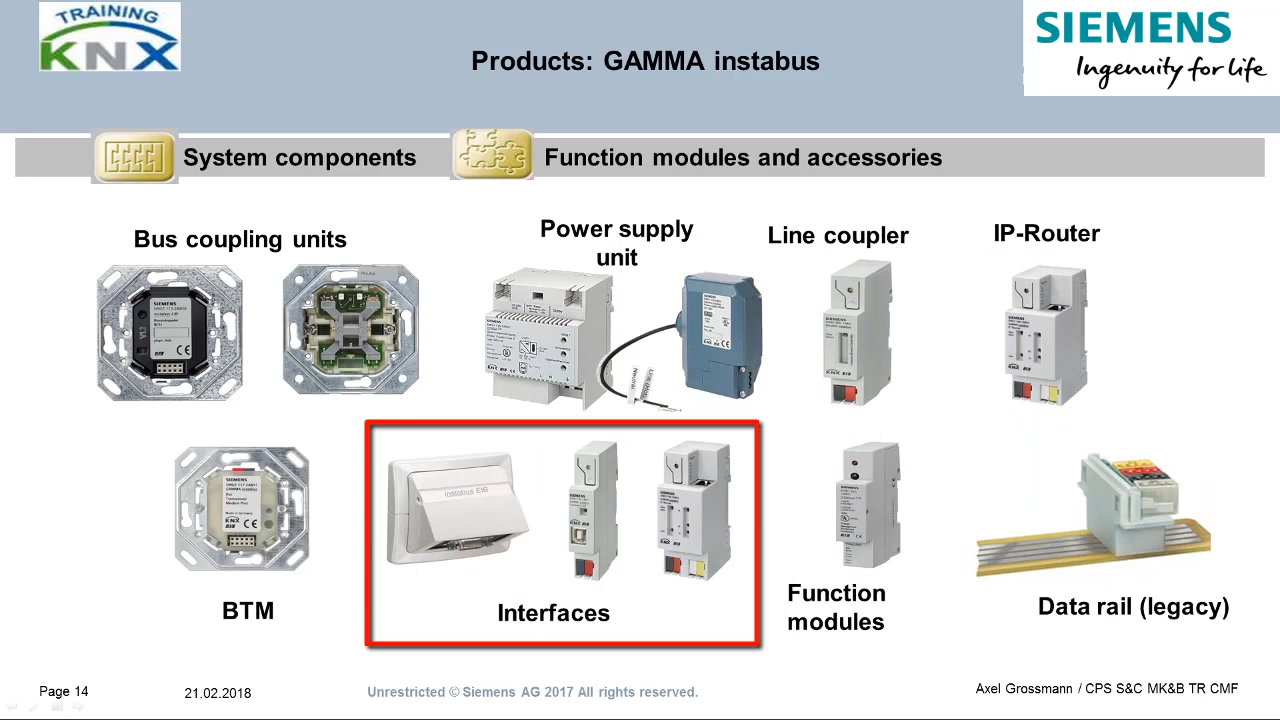 TRAINING
KNX
Products: GAMMA instabus
SIEMENS
Ingenuity for life
System components
Function modules and accessories
Bus coupling units
Power supply
unit
Line coupler
IP-Router
SIEMENS
instabus EIB
BTM
Interfaces
Function
modules
Data rail (legacy)
Page 14
21.02.2018
Unrestricted © Siemens AG 2017 All rights reserved.
Axel Grossmann / CPS S&C MK&B TR CMF